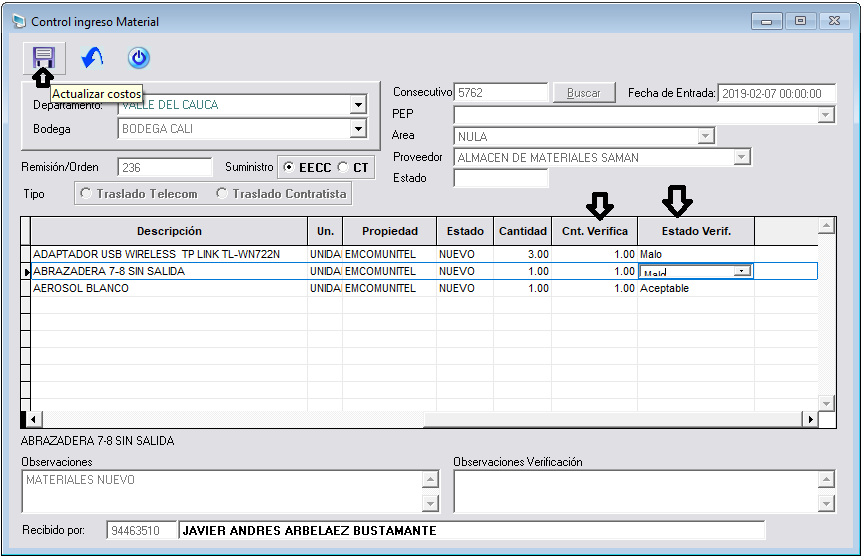 Control ingreso Material
Actualizar costos
Departamento: VALLE DEL CAUCA
Bodega BODEGA CALI
Consecutivo 5762 Buscar Fecha de Entrada: 2019-02-07 00:00:00
PEP
Area NULA
Proveedor ALMACEN DE MATERIALES SAMAN
Estado
Remisión/Orden 236 Suministro EECC CT
Tipo Traslado Telecom Traslado Contratista
Descripción Un. Propiedad Estado Cantidad Cnt. Verifica Estado Verif.
ADAPTADOR USB WIRELESS TP LINK TL-WN722N UNIDA EMCOMUNITEL NUEVO 3.00 1.00 Malo
ABRAZADERA 7-8 SIN SALIDA UNIDA EMCOMUNITEL NUEVO 1.00 1.00 Malo
AEROSOL BLANCO UNIDA EMCOMUNITEL NUEVO 1.00 1.00 Aceptable
ABRAZADERA 7-8 SIN SALIDA
Observaciones
MATERIALES NUEVO
Observaciones Verificación
Recibido por: 94463510 JAVIER ANDRES ARBELAEZ BUSTAMANTE